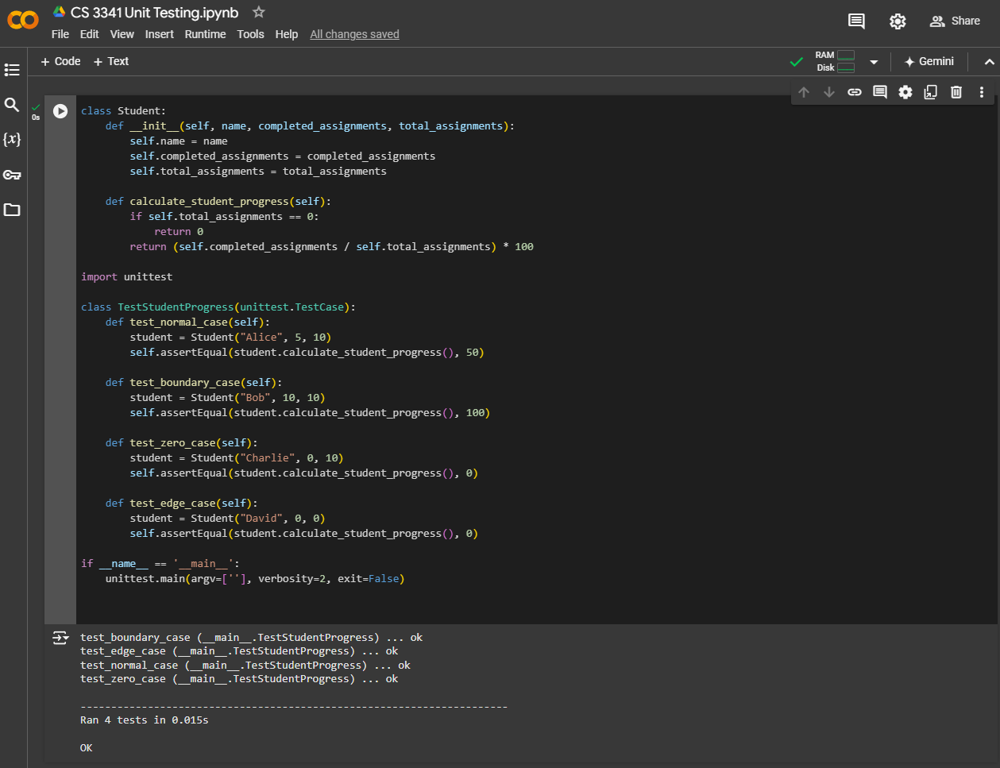 CS 3341 Unit Testing.ipynb
File Edit View Insert Runtime Tools Help All changes saved
Share
+ Code + Text
RAM
Disk
Gemini
{x}
0s
class Student:
    def __init__(self, name, completed_assignments, total_assignments):
        self.name = name
        self.completed_assignments = completed_assignments
        self.total_assignments = total_assignments

    def calculate_student_progress(self):
        if self.total_assignments == 0:
            return 0
        return (self.completed_assignments / self.total_assignments) * 100

import unittest

class TestStudentProgress(unittest.TestCase):
    def test_normal_case(self):
        student = Student("Alice", 5, 10)
        self.assertEqual(student.calculate_student_progress(), 50)

    def test_boundary_case(self):
        student = Student("Bob", 10, 10)
        self.assertEqual(student.calculate_student_progress(), 100)

    def test_zero_case(self):
        student = Student("Charlie", 0, 10)
        self.assertEqual(student.calculate_student_progress(), 0)

    def test_edge_case(self):
        student = Student("David", 0, 0)
        self.assertEqual(student.calculate_student_progress(), 0)

if __name__ == '__main__':
    unittest.main(argv=[''], verbosity=2, exit=False)

test_boundary_case (__main__.TestStudentProgress) ... ok
test_edge_case (__main__.TestStudentProgress) ... ok
test_normal_case (__main__.TestStudentProgress) ... ok
test_zero_case (__main__.TestStudentProgress) ... ok

----------------------------------------------------------------------
Ran 4 tests in 0.015s

OK